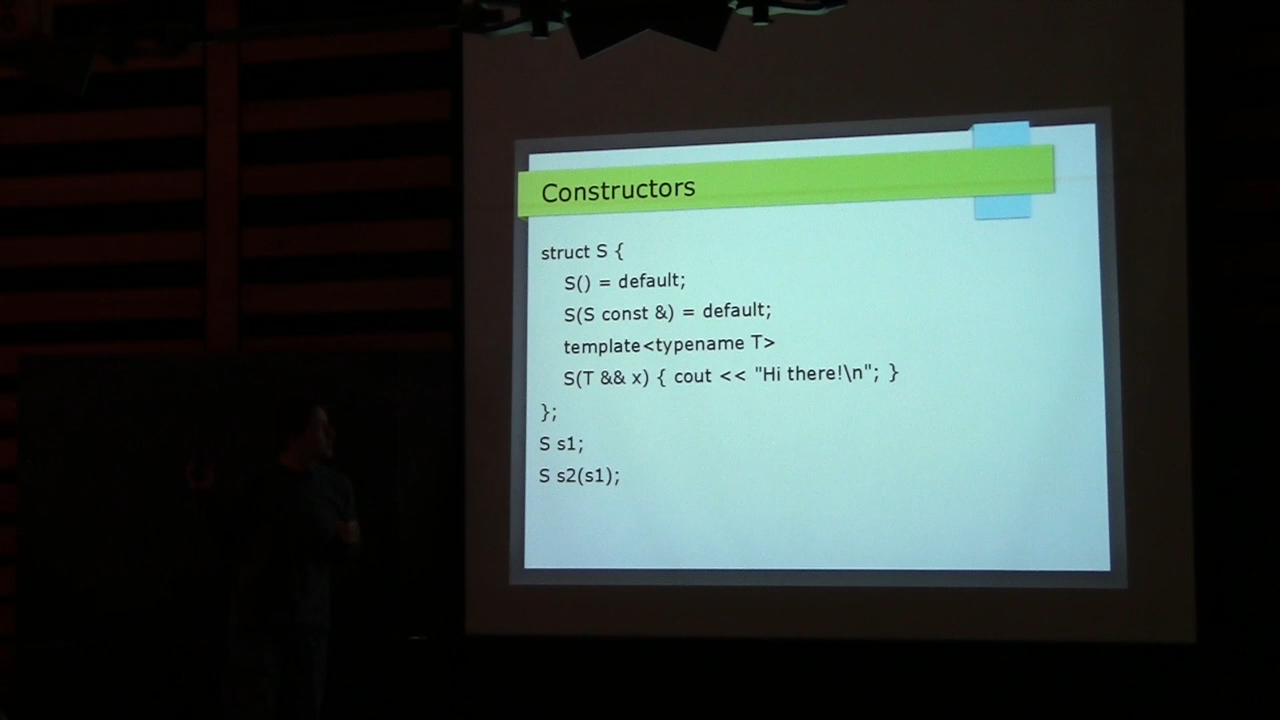 Constructors
struct S {
S() = default;
S(S const &) = default;
template<typename T>
S(T && x) { cout << "Hi there!\n"; }
};
S s1;
S s2(s1);